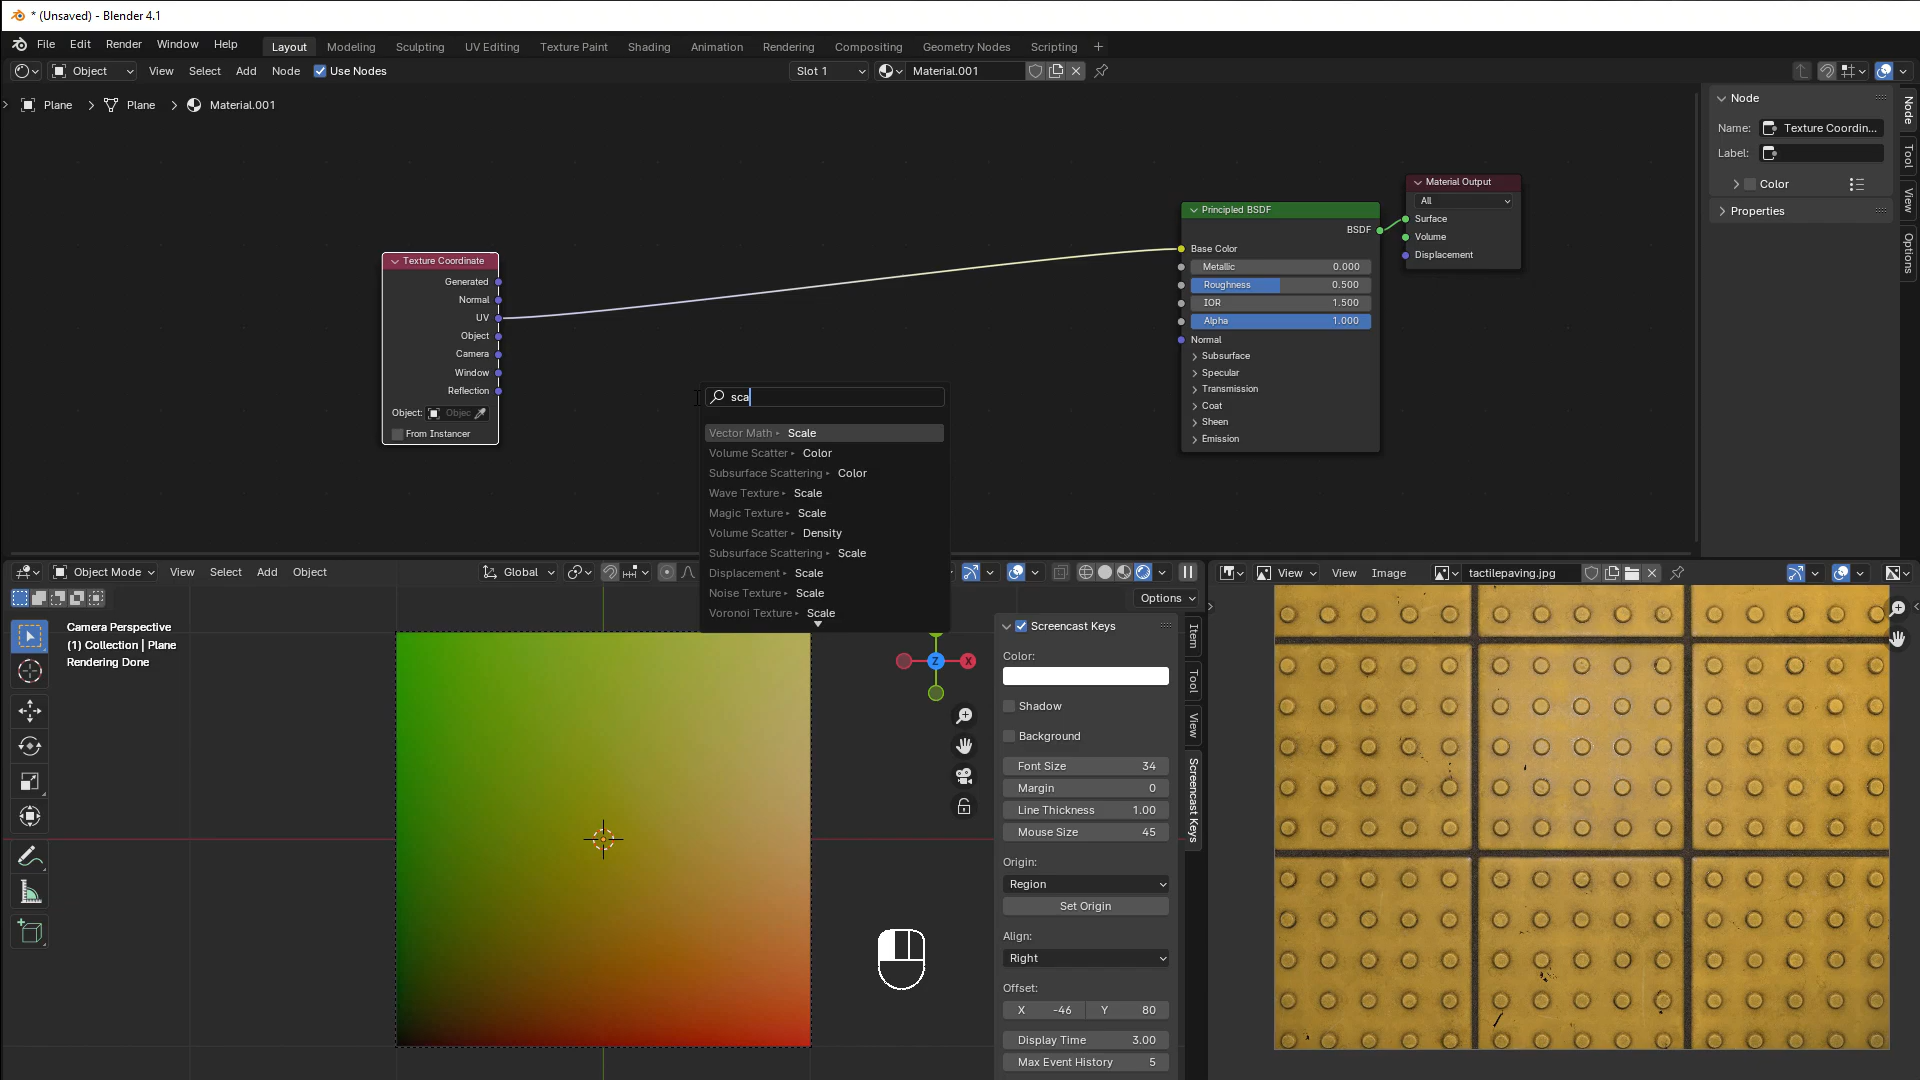 * (Unsaved) - Blender 4.1
File Edit Render Window Help Layout Modeling Sculpting UV Editing Texture Paint Shading Animation Rendering Compositing Geometry Nodes Scripting +
Object View Select Add Node Use Nodes Slot 1 Material.001
Plane Plane Material.001
Node
Name: Texture Coordin...
Label:
Color
Properties
Node
Tool
View
Options
Texture Coordinate
Generated
Normal
UV
Object
Camera
Window
Reflection
Object: Objec
From Instancer
Principled BSDF
BSDF
Base Color
Metallic 0.000
Roughness 0.500
IOR 1.500
Alpha 1.000
Normal
Subsurface
Specular
Transmission
Coat
Sheen
Emission
Material Output
All
Surface
Volume
Displacement
sca
Vector Math ▸ Scale
Volume Scatter ▸ Color
Subsurface Scattering ▸ Color
Wave Texture ▸ Scale
Magic Texture ▸ Scale
Volume Scatter ▸ Density
Subsurface Scattering ▸ Scale
Displacement ▸ Scale
Noise Texture ▸ Scale
Voronoi Texture ▸ Scale
Object Mode View Select Add Object Global
Options
Camera Perspective
(1) Collection | Plane
Rendering Done
Z X
Screencast Keys
Color:
Shadow
Background
Font Size 34
Margin 0
Line Thickness 1.00
Mouse Size 45
Origin:
Region
Set Origin
Align:
Right
Offset:
X -46 Y 80
Display Time 3.00
Max Event History 5
Item
Tool
View
Screencast Keys
View View Image tactilepaving.jpg